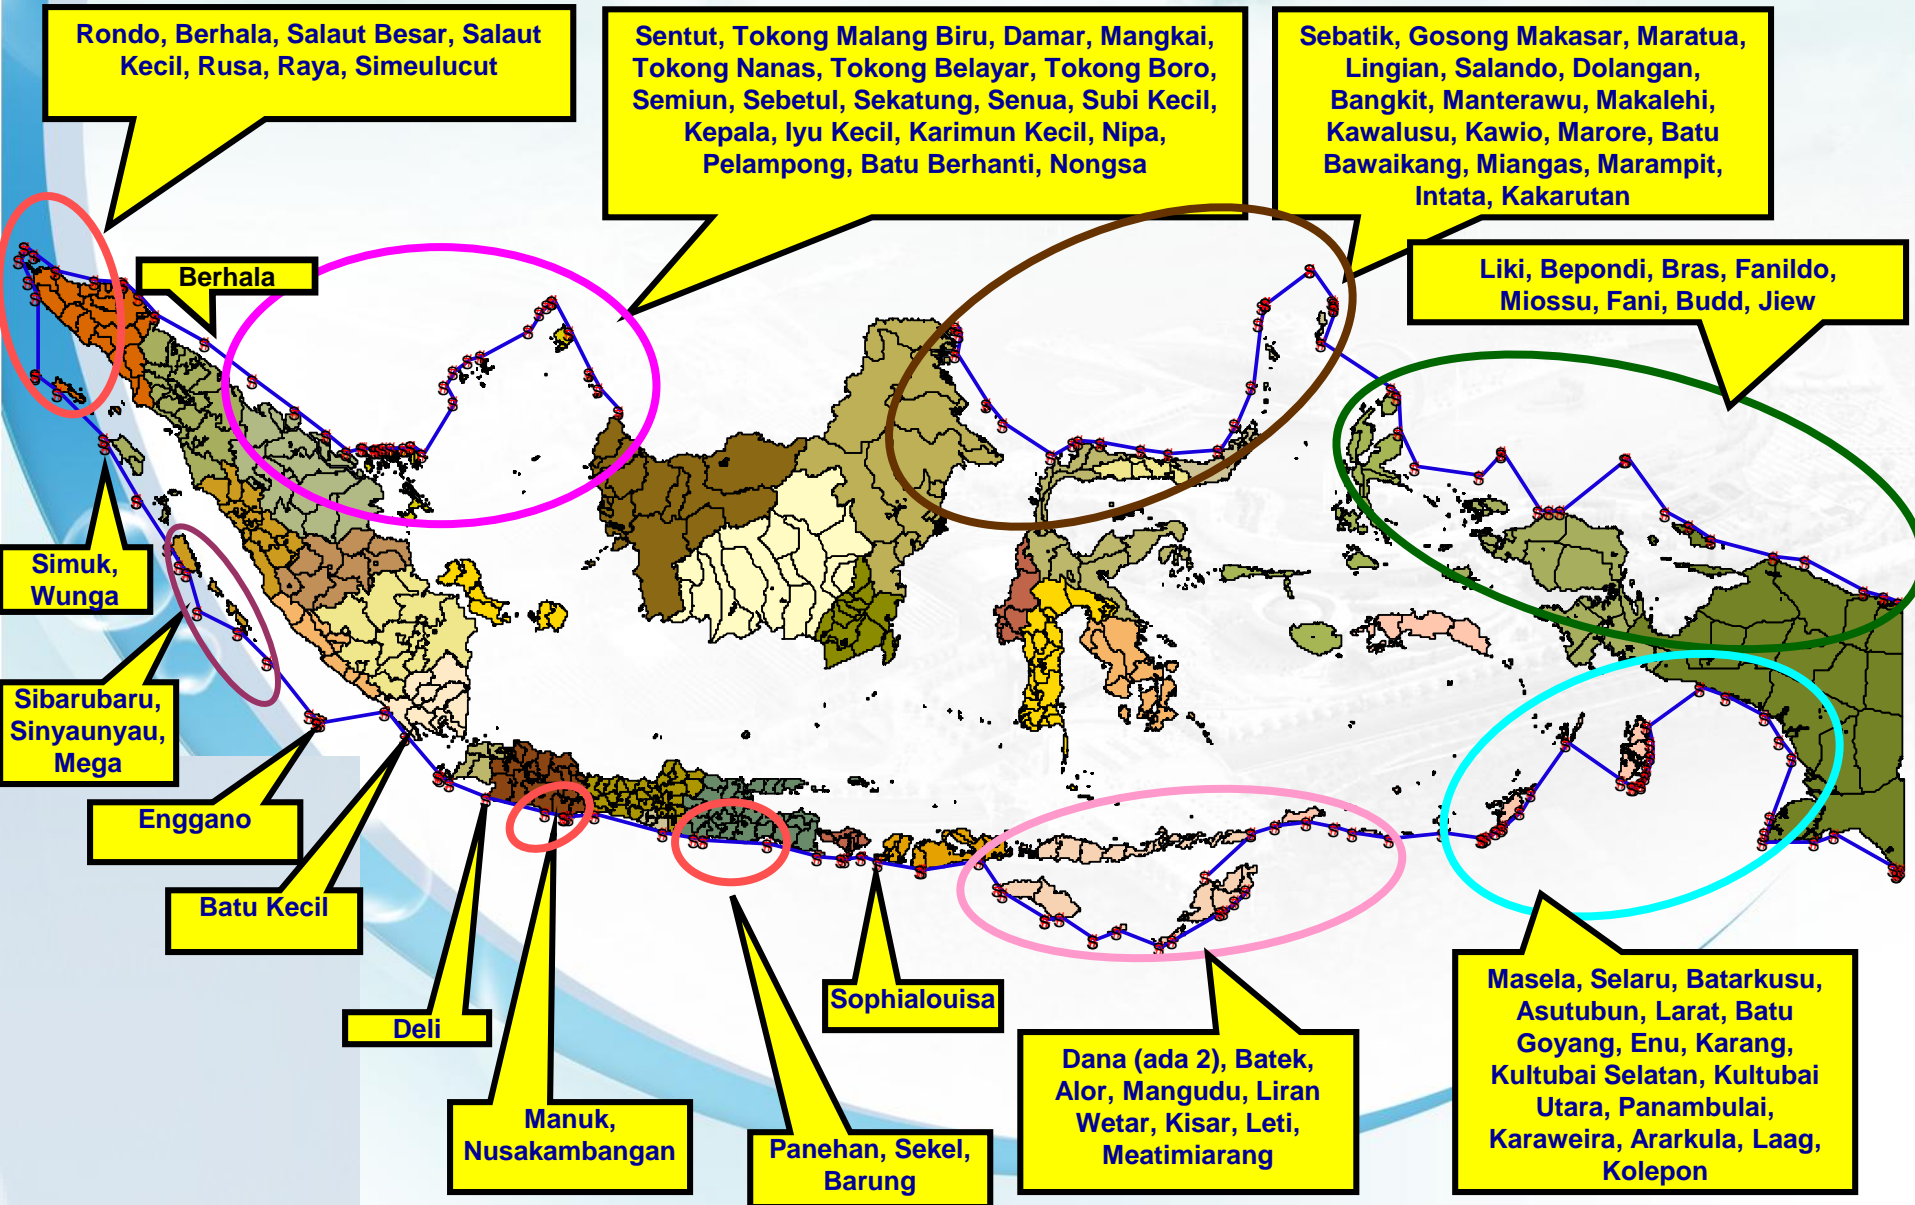 Rondo, Berhala, Salaut Besar, Salaut
Kecil, Rusa, Raya, Simeulucut
Sentut, Tokong Malang Biru, Damar, Mangkai,
Tokong Nanas, Tokong Belayar, Tokong Boro,
Semiun, Sebetul, Sekatung, Senua, Subi Kecil,
Kepala, Iyu Kecil, Karimun Kecil, Nipa,
Pelampong, Batu Berhanti, Nongsa
Sebatik, Gosong Makasar, Maratua,
Lingian, Salando, Dolangan,
Bangkit, Manterawu, Makalehi,
Kawalusu, Kawio, Marore, Batu
Bawaikang, Miangas, Marampit,
Intata, Kakarutan
Liki, Bepondi, Bras, Fanildo,
Miossu, Fani, Budd, Jiew
Berhala
Simuk,
Wunga
Sibarubaru,
Sinyaunyau,
Mega
Enggano
Batu Kecil
Deli
Manuk,
Nusakambangan
Panehan, Sekel,
Barung
Sophialouisa
Dana (ada 2), Batek,
Alor, Mangudu, Liran
Wetar, Kisar, Leti,
Meatimiarang
Masela, Selaru, Batarkusu,
Asutubun, Larat, Batu
Goyang, Enu, Karang,
Kultubai Selatan, Kultubai
Utara, Panambulai,
Karaweira, Ararkula, Laag,
Kolepon